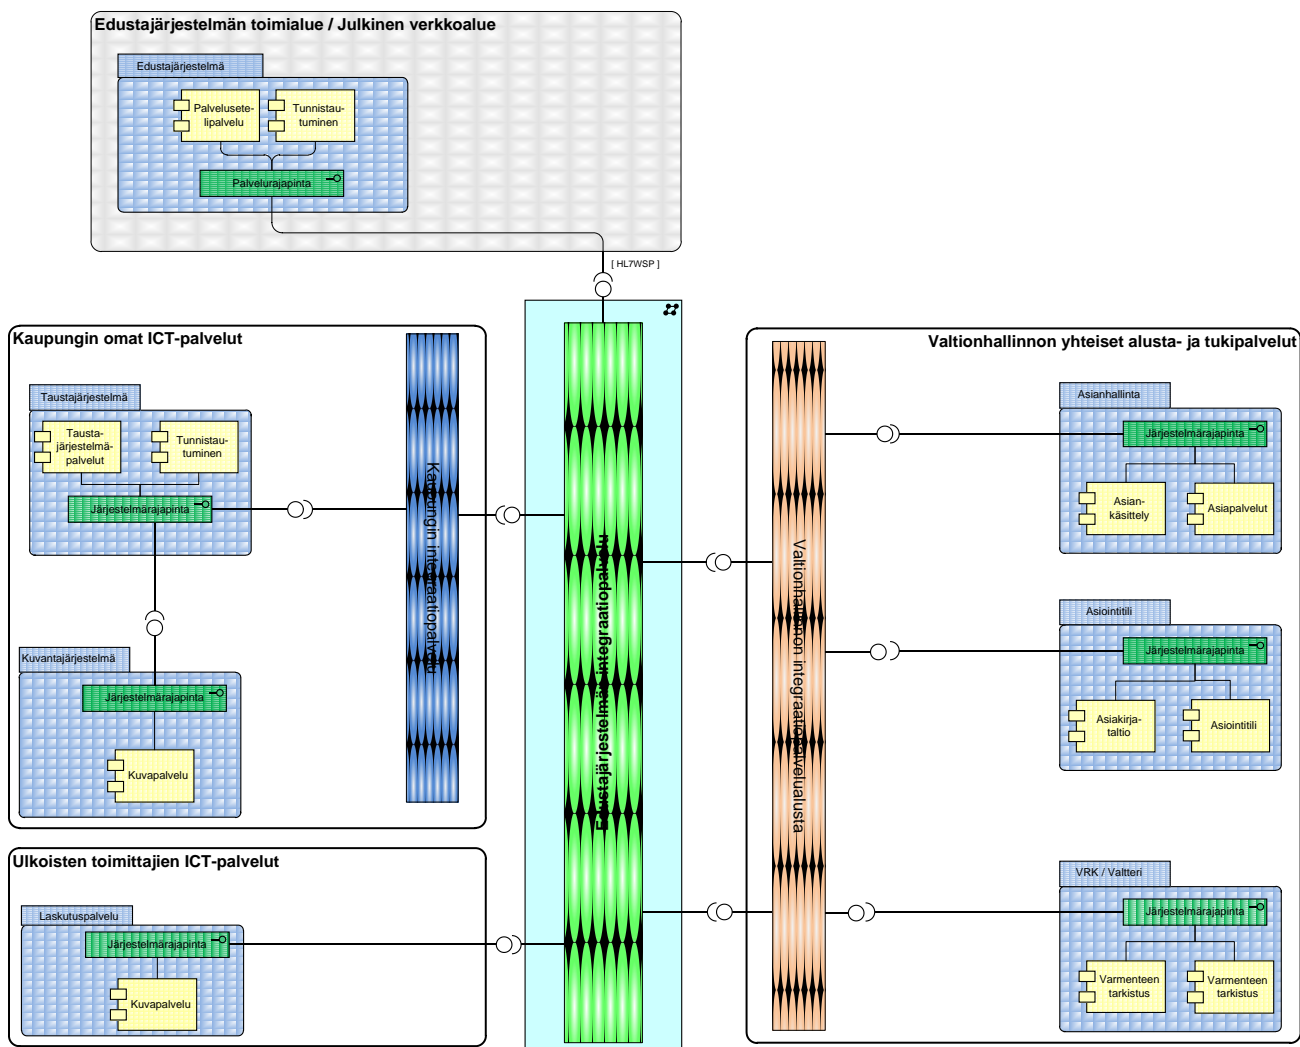 Edustajärjestelmän toimialue / Julkinen verkkoalue
Edustajärjestelmä
Palveluse-
te-
lipalvelu
Tunnistau-
tuminen
Palvelurajapinta
[ HL7WSP ]
Kaupungin omat ICT-palvelut
Taustajärjestelmä
Tausta-
järjestelmä-
palvelut
Tunnistau-
tuminen
Järjestelmärajapinta
Kuvantajärjestelmä
Järjestelmärajapinta
Kuvapalvelu
Kaupungin integraatiopalvelu
Ulkoisten toimittajien ICT-palvelut
Laskutuspalvelu
Järjestelmärajapinta
Kuvapalvelu
Edustajärjestelmän integraatiopalvelu
Valtionhallinnon yhteiset alusta- ja tukipalvelut
Valtionhallinnon integraatiopalvelualusta
Asianhallinta
Järjestelmärajapinta
Asian-
käsittely
Asiapalvelut
Asiointitili
Järjestelmärajapinta
Asiakirja-
taltio
Asiointitili
VRK / Valtteri
Järjestelmärajapinta
Varmenteen
tarkistus
Varmenteen
tarkistus